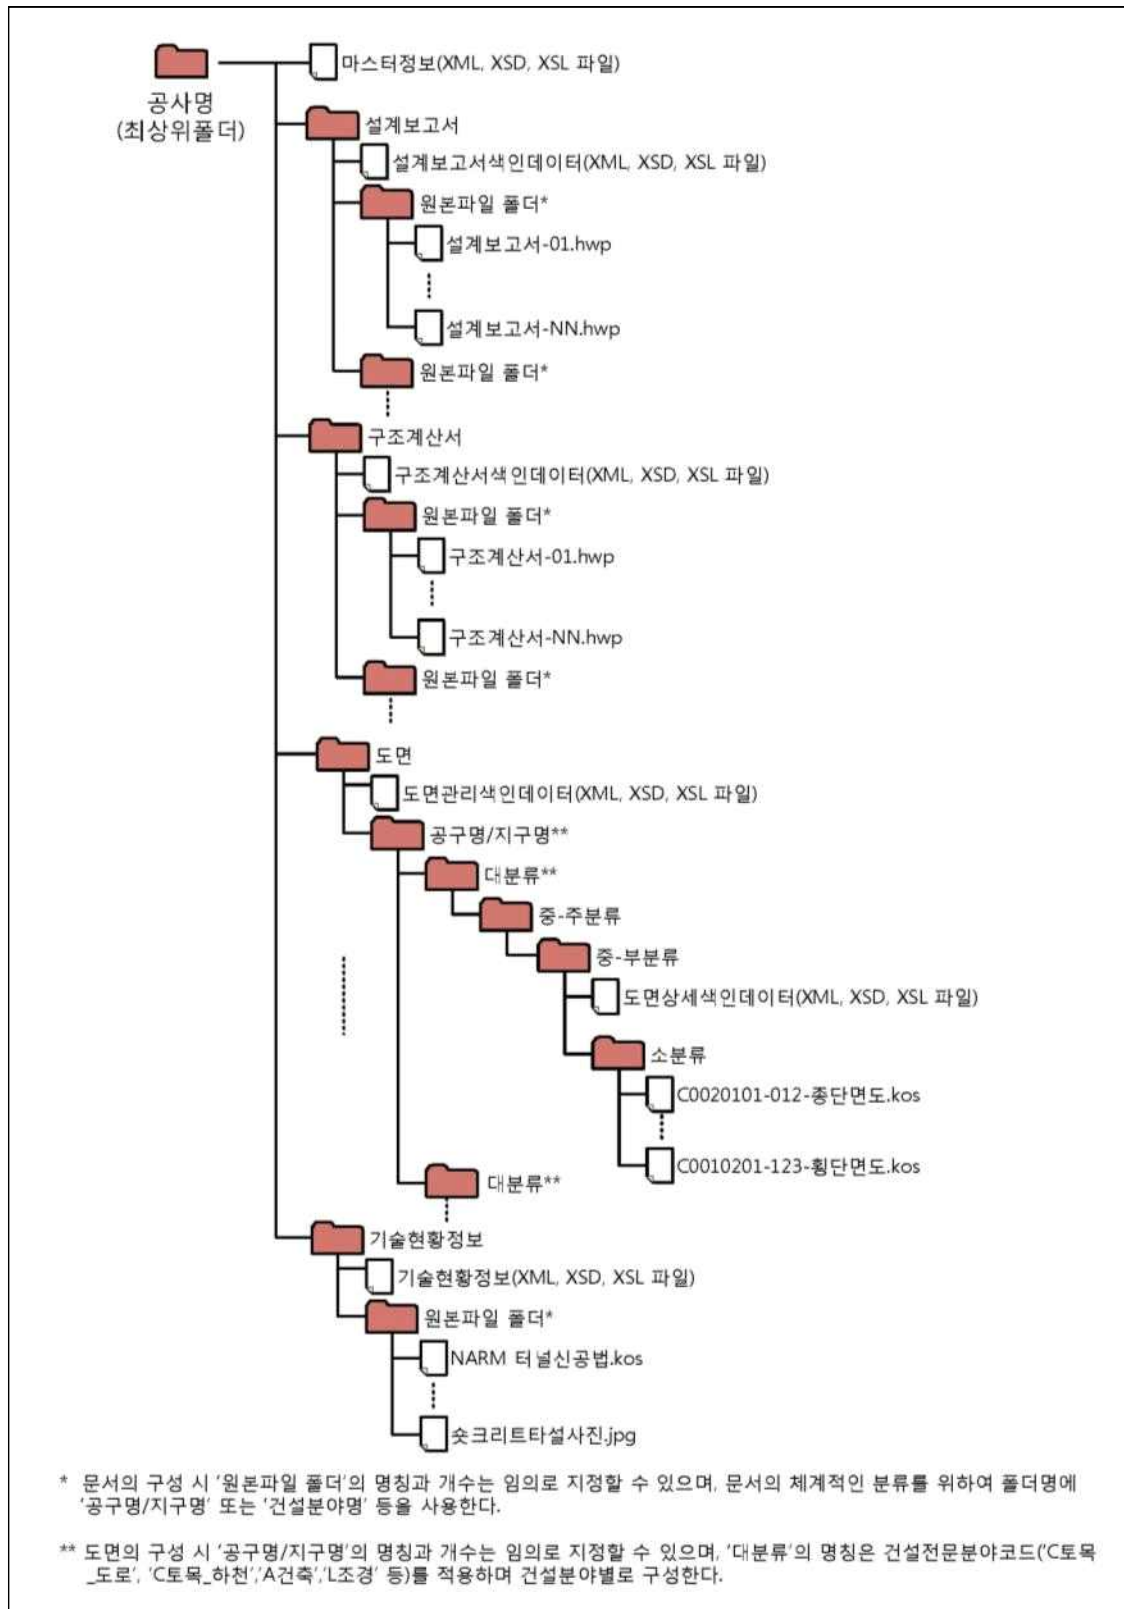 마스터정보(XML, XSD, XSL 파일)
공사명
(최상위폴더)
설계보고서
설계보고서색인데이터(XML, XSD, XSL 파일)
원본파일 폴더*
설계보고서-01.hwp
설계보고서-NN.hwp
원본파일 폴더*
구조계산서
구조계산서색인데이터(XML, XSD, XSL 파일)
원본파일 폴더*
구조계산서-01.hwp
구조계산서-NN.hwp
원본파일 폴더*
도면
도면관리색인데이터(XML, XSD, XSL 파일)
공구명/지구명**
대분류**
중-주분류
중-부분류
도면상세색인데이터(XML, XSD, XSL 파일)
소분류
C0020101-012-종단면도.kos
C0010201-123-횡단면도.kos
대분류**
기술현황정보
기술현황정보(XML, XSD, XSL 파일)
원본파일 폴더*
NARM 터널신공법.kos
숏크리트타설사진.jpg
* 문서의 구성 시 '원본파일 폴더'의 명칭과 개수는 임의로 지정할 수 있으며, 문서의 체계적인 분류를 위하여 폴더명에
'공구명/지구명' 또는 '건설분야명' 등을 사용한다.
** 도면의 구성 시 '공구명/지구명'의 명칭과 개수는 임의로 지정할 수 있으며, '대분류'의 명칭은 건설전문분야코드('C토목
_도로', 'C토목_하천','A건축','L조경' 등)를 적용하며 건설분야별로 구성한다.